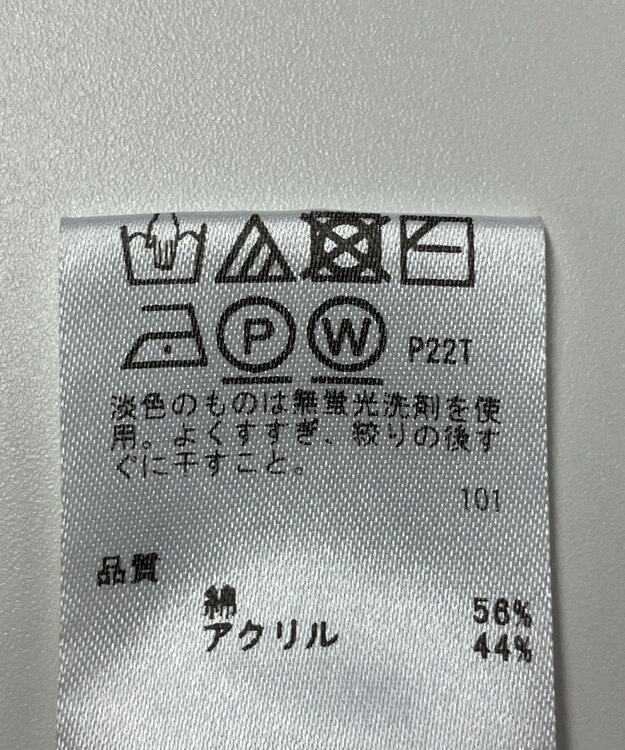 P W P22T
淡色のものは無蛍光洗剤を使
用。よくすすぎ、絞りの後す
ぐに干すこと。
101
品質
綿 56%
アクリル 44%